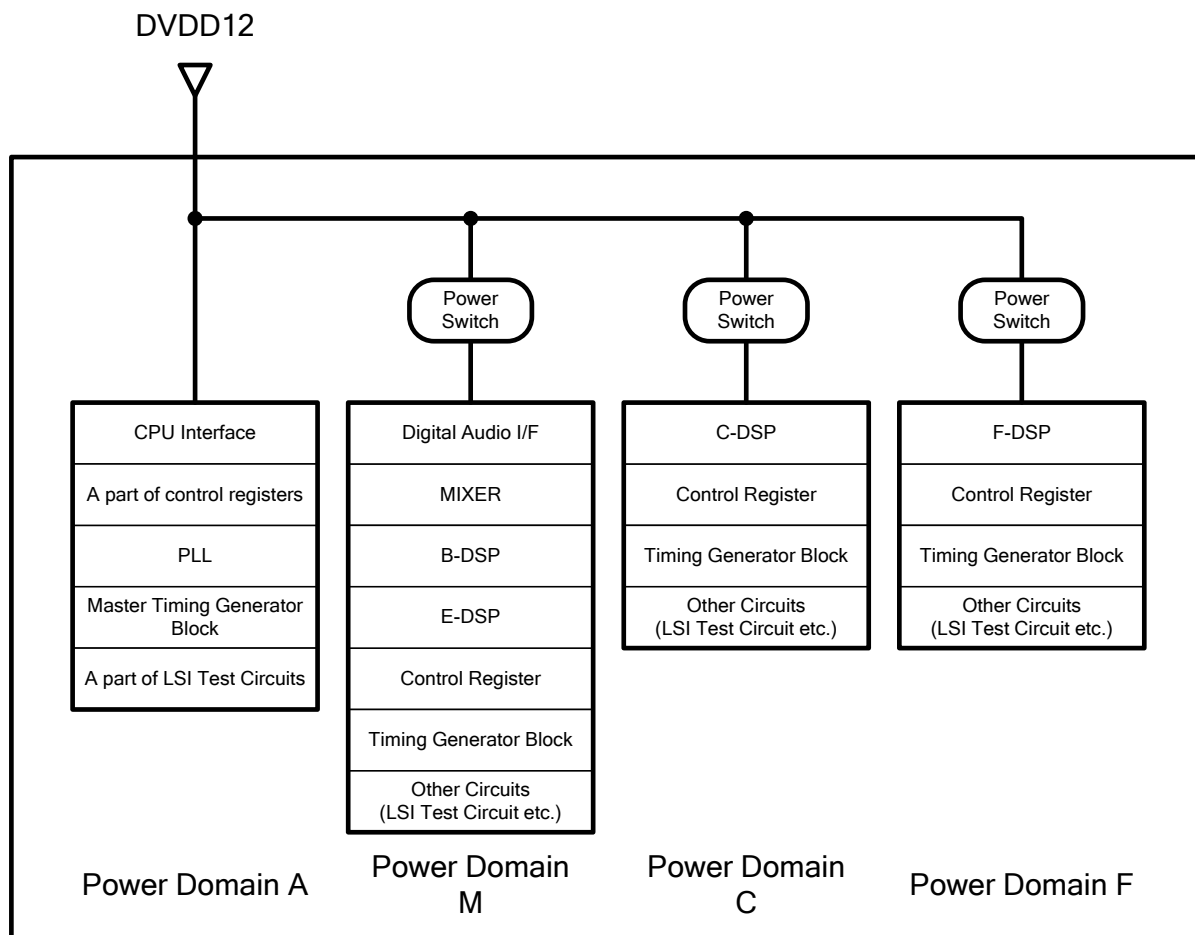 DVDD12
Power
Switch
Power
Switch
Power
Switch
CPU Interface
A part of control registers
PLL
Master Timing Generator
Block
A part of LSI Test Circuits
Digital Audio I/F
MIXER
B-DSP
E-DSP
Control Register
Timing Generator Block
Other Circuits
(LSI Test Circuit etc.)
C-DSP
Control Register
Timing Generator Block
Other Circuits
(LSI Test Circuit etc.)
F-DSP
Control Register
Timing Generator Block
Other Circuits
(LSI Test Circuit etc.)
Power Domain A
Power Domain
M
Power Domain
C
Power Domain F